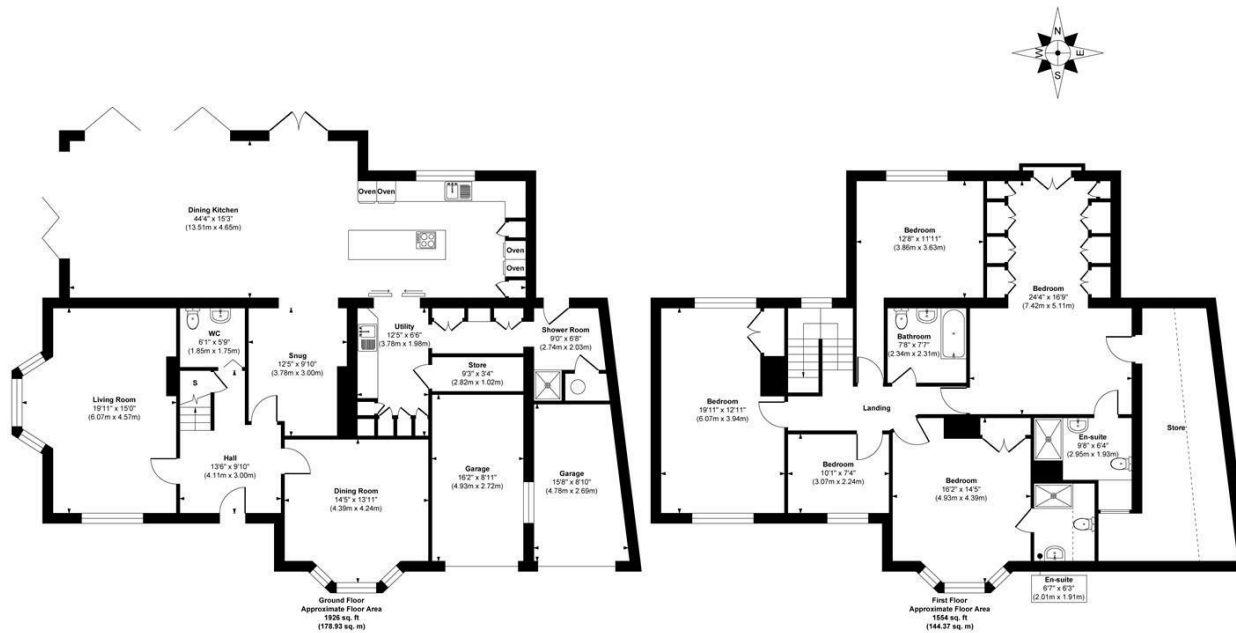 N
W
E
S
Oven Oven
Dining Kitchen
44'4" x 15'3"
(13.51m x 4.65m)
Oven
Oven
WC
6'1" x 5'9"
(1.85m x 1.75m)
Utility
12'5" x 6'6"
(3.78m x 1.98m)
Shower Room
9'0" x 6'8"
(2.74m x 2.03m)
Snug
12'5" x 9'10"
(3.78m x 3.00m)
Store
9'3" x 3'4"
(2.82m x 1.02m)
S
Living Room
19'11" x 15'0"
(6.07m x 4.57m)
Hall
13'6" x 9'10"
(4.11m x 3.00m)
Dining Room
14'5" x 13'11"
(4.39m x 4.24m)
Garage
16'2" x 8'11"
(4.93m x 2.72m)
Garage
15'8" x 8'10"
(4.78m x 2.69m)
Ground Floor
Approximate Floor Area
1926 sq. ft
(178.93 sq. m)
Bedroom
12'8" x 11'11"
(3.86m x 3.63m)
Bedroom
24'4" x 16'9"
(7.42m x 5.11m)
Bathroom
7'8" x 7'7"
(2.34m x 2.31m)
Bedroom
19'11" x 12'11"
(6.07m x 3.94m)
Landing
Store
En-suite
9'8" x 6'4"
(2.95m x 1.93m)
Bedroom
10'1" x 7'4"
(3.07m x 2.24m)
Bedroom
16'2" x 14'5"
(4.93m x 4.39m)
En-suite
6'7" x 6'3"
(2.01m x 1.91m)
First Floor
Approximate Floor Area
1554 sq. ft
(144.37 sq. m)